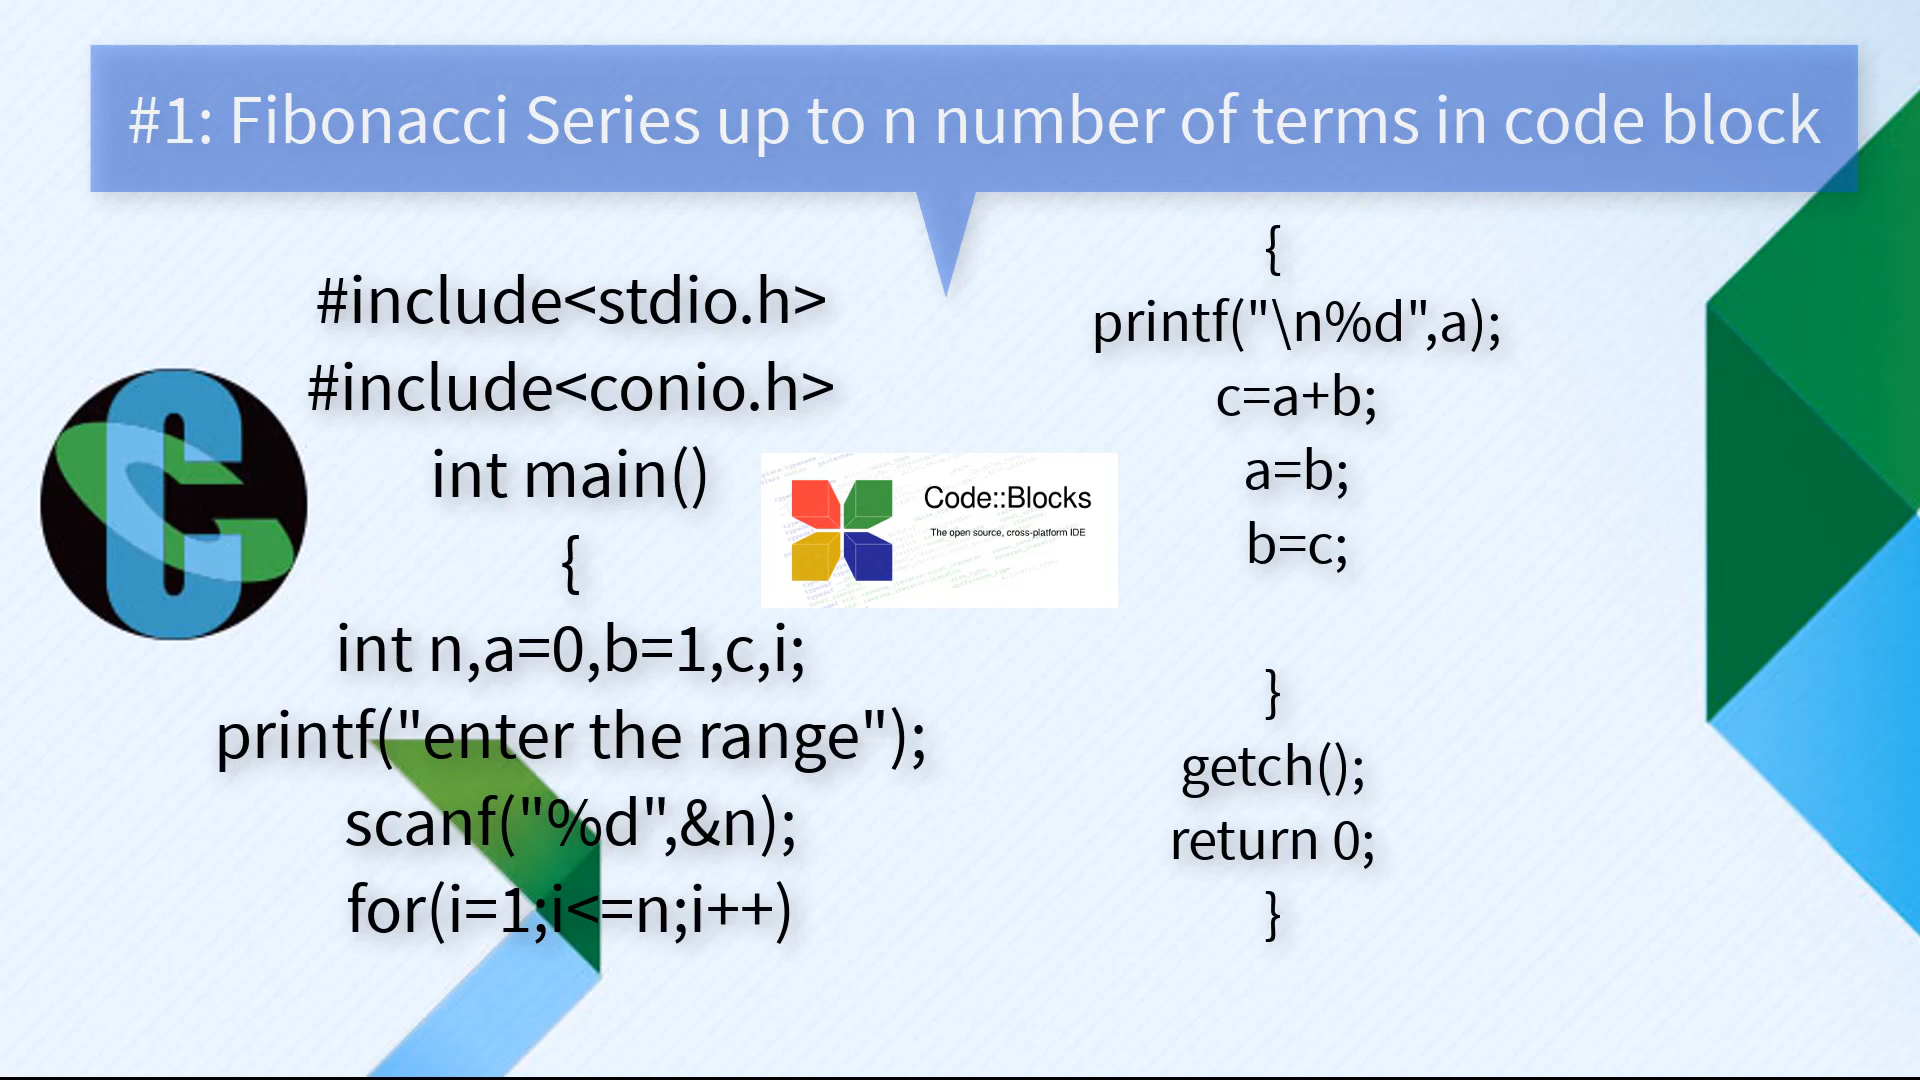 #1: Fibonacci Series up to n number of terms in code block
#include<stdio.h>
#include<conio.h>
int main()
{
int n,a=0,b=1,c,i;
printf("enter the range");
scanf("%d",&n);
for(i=1;i<=n;i++)
Code::Blocks
The open source, cross-platform IDE
{
printf("\n%d",a);
c=a+b;
a=b;
b=c;
}
getch();
return 0;
}